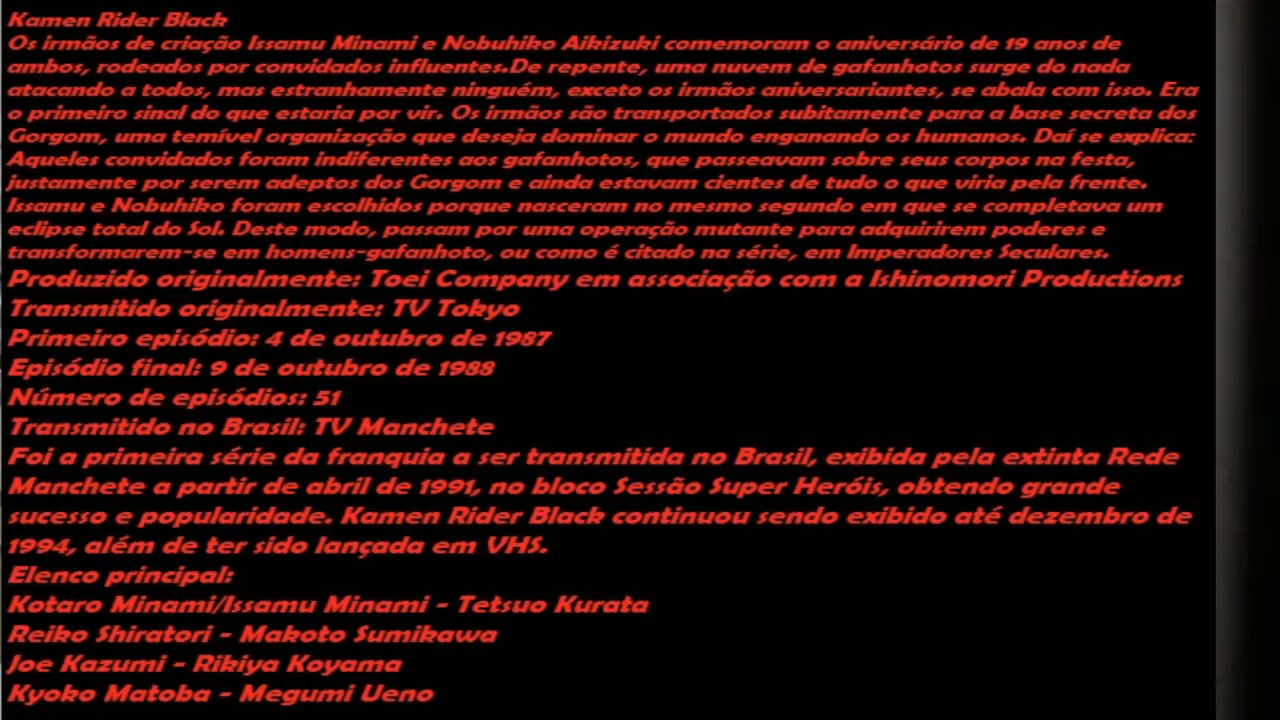 Kamen Rider Black
Os irmãos de criação Issamu Minami e Nobuhiko Aikizuki comemoram o aniversário de 19 anos de
ambos, rodeados por convidados influentes.De repente, uma nuvem de gafanhotos surge do nada
atacando a todos, mas estranhamente ninguém, exceto os irmãos aniversariantes, se abala com isso. Era
o primeiro sinal do que estaria por vir. Os irmãos são transportados subitamente para a base secreta dos
Gorgom, uma temível organização que deseja dominar o mundo enganando os humanos. Daí se explica:
Aqueles convidados foram indiferentes aos gafanhotos, que passeavam sobre seus corpos na festa,
justamente por serem adeptos dos Gorgom e ainda estavam cientes de tudo o que viria pela frente.
Issamu e Nobuhiko foram escolhidos porque nasceram no mesmo segundo em que se completava um
eclipse total do Sol. Deste modo, passam por uma operação mutante para adquirirem poderes e
transformarem-se em homens-gafanhoto, ou como é citado na série, em Imperadores Seculares.
Produzido originalmente: Toei Company em associação com a Ishinomori Productions
Transmitido originalmente: TV Tokyo
Primeiro episódio: 4 de outubro de 1987
Episódio final: 9 de outubro de 1988
Número de episódios: 51
Transmitido no Brasil: TV Manchete
Foi a primeira série da franquia a ser transmitida no Brasil, exibida pela extinta Rede
Manchete a partir de abril de 1991, no bloco Sessão Super Heróis, obtendo grande
sucesso e popularidade. Kamen Rider Black continuou sendo exibido até dezembro de
1994, além de ter sido lançada em VHS.
Elenco principal:
Kotaro Minami/Issamu Minami - Tetsuo Kurata
Reiko Shiratori - Makoto Sumikawa
Joe Kazumi - Rikiya Koyama
Kyoko Matoba - Megumi Ueno